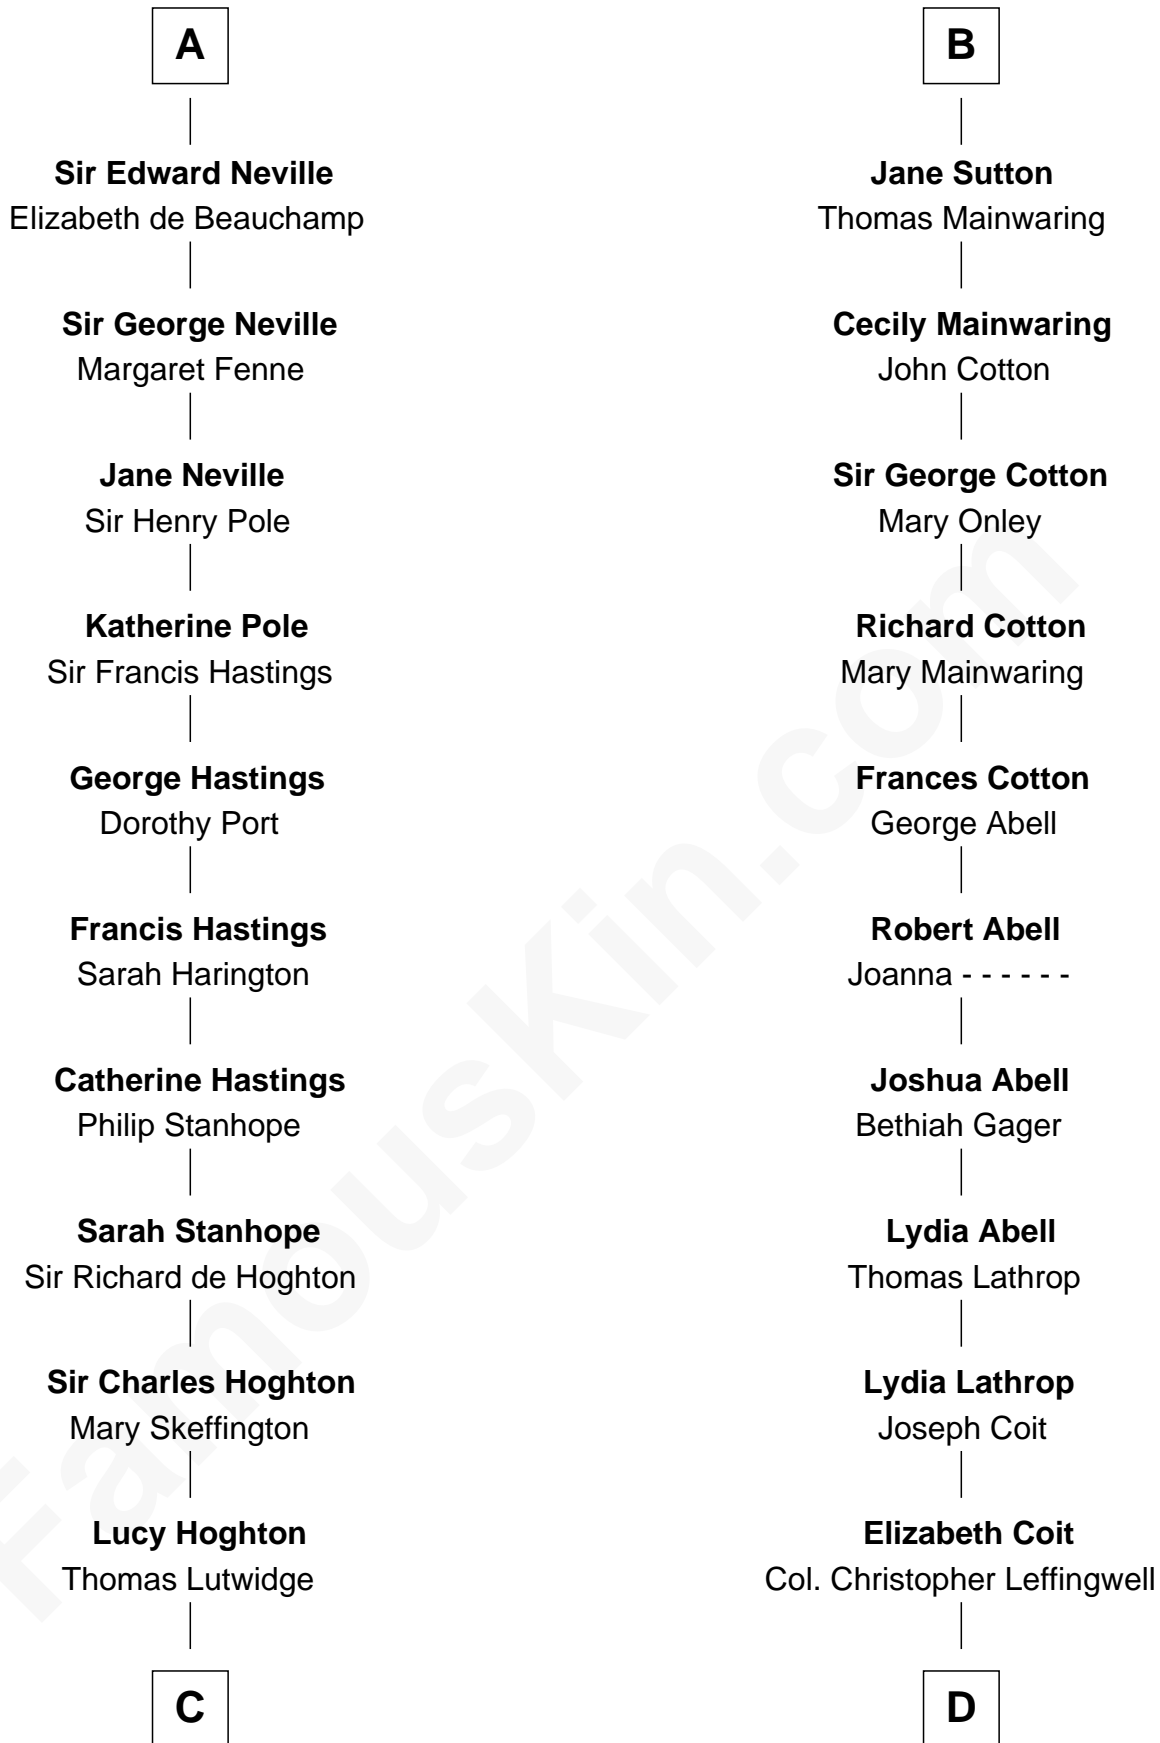 A
Sir Edward Neville
Elizabeth de Beauchamp
Sir George Neville
Margaret Fenne
Jane Neville
Sir Henry Pole
Katherine Pole
Sir Francis Hastings
George Hastings
Dorothy Port
Francis Hastings
Sarah Harington
Catherine Hastings
Philip Stanhope
Sarah Stanhope
Sir Richard de Hoghton
Sir Charles Hoghton
Mary Skeffington
Lucy Hoghton
Thomas Lutwidge
C
B
Jane Sutton
Thomas Mainwaring
Cecily Mainwaring
John Cotton
Sir George Cotton
Mary Onley
Richard Cotton
Mary Mainwaring
Frances Cotton
George Abell
Robert Abell
Joanna - - - - - -
Joshua Abell
Bethiah Gager
Lydia Abell
Thomas Lathrop
Lydia Lathrop
Joseph Coit
Elizabeth Coit
Col. Christopher Leffingwell
D
FamousKin.com